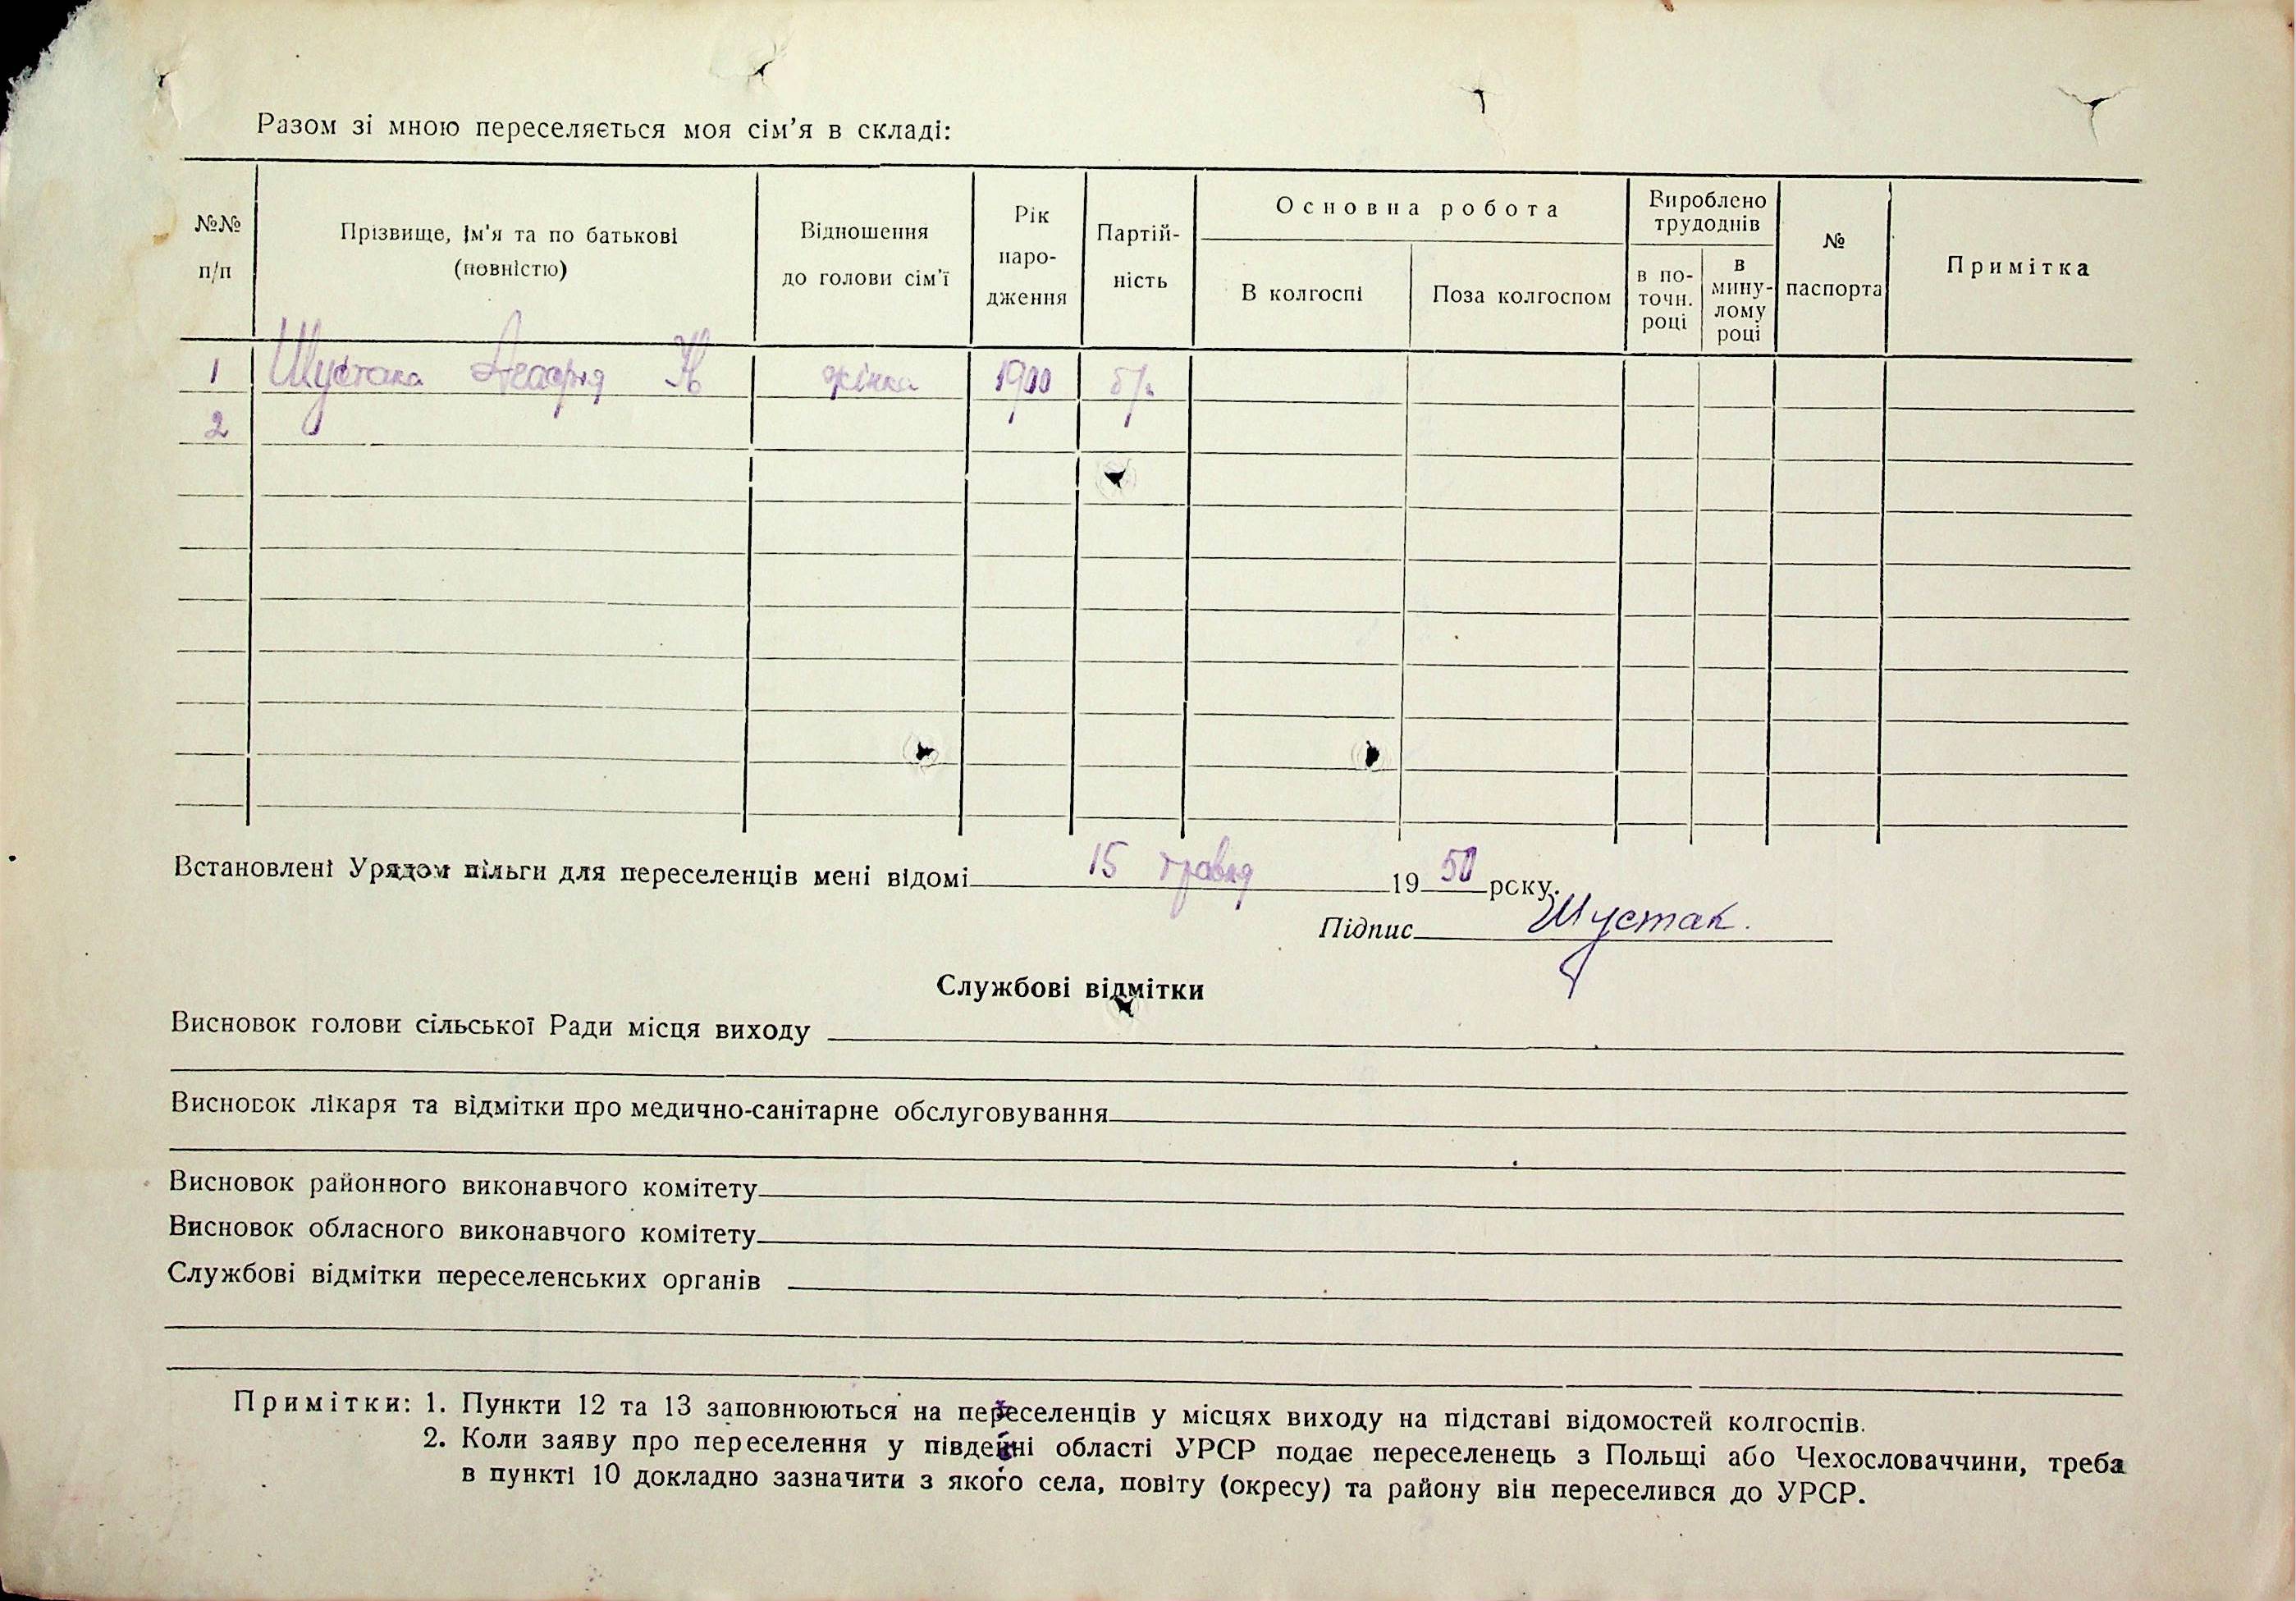 Разом зі мною переселяється моя сім'я в складі:
№№ п/п
Прізвище, ім'я та по батькові (повністю)
Відношення до голови сім'ї
Рік народження
Партійність
Основна робота
В колгоспі
Поза колгоспом
Вироблено трудоднів
в поточн. році
в минулому році
№ паспорта
Примітка
1 Шустака Н жінка 1900 б/п
2
Встановлені Урядом пільги для переселенців мені відомі 15 травня 1950 року.
Підпис Шустак.
Службові відмітки
Висновок голови сільської Ради місця виходу
Висновок лікаря та відмітки про медично-санітарне обслуговування
Висновок районного виконавчого комітету
Висновок обласного виконавчого комітету
Службові відмітки переселенських органів
Примітки: 1. Пункти 12 та 13 заповнюються на переселенців у місцях виходу на підставі відомостей колгоспів.
2. Коли заяву про переселення у південні області УРСР подає переселенець з Польщі або Чехословаччини, треба
в пункті 10 докладно зазначити з якого села, повіту (окресу) та району він переселився до УРСР.